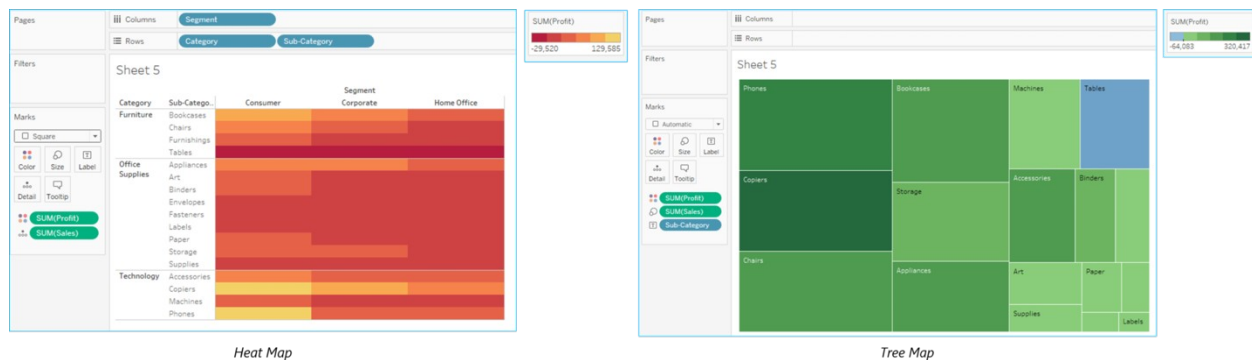 Pages
Columns
Segment
Rows
Category
Sub-Category
SUM(Profit)
-29,520 129,585
Filters
Sheet 5
Segment
Category Sub-Catego.. Consumer Corporate Home Office
Furniture Bookcases
Chairs
Furnishings
Tables
Office Supplies Appliances
Art
Binders
Envelopes
Fasteners
Labels
Paper
Storage
Supplies
Technology Accessories
Copiers
Machines
Phones
Marks
Square
Color Size Label
Detail Tooltip
SUM(Profit)
SUM(Sales)
Heat Map
Pages
Columns
Rows
SUM(Profit)
-64,083 320,417
Filters
Sheet 5
Marks
Automatic
Color Size Label
Detail Tooltip
SUM(Profit)
SUM(Sales)
Sub-Category
Phones Bookcases Machines Tables
Copiers Storage Accessories Binders
Chairs Appliances Art Paper
Supplies Labels
Tree Map